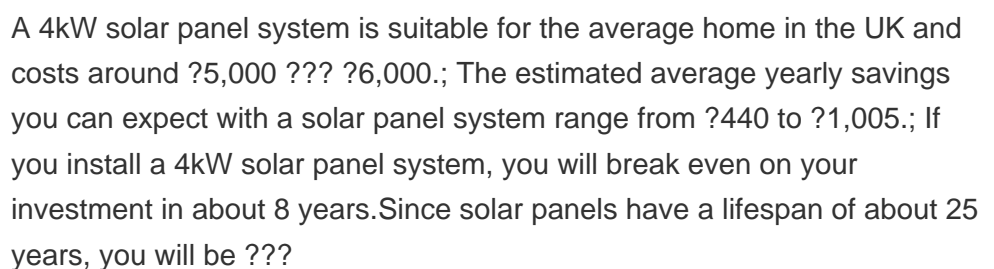 A 4kW solar panel system is suitable for the average home in the UK and
costs around ?5,000 ??? ?6,000.; The estimated average yearly savings
you can expect with a solar panel system range from ?440 to ?1,005.; If
you install a 4kW solar panel system, you will break even on your
investment in about 8 years.Since solar panels have a lifespan of about 25
years, you will be ???